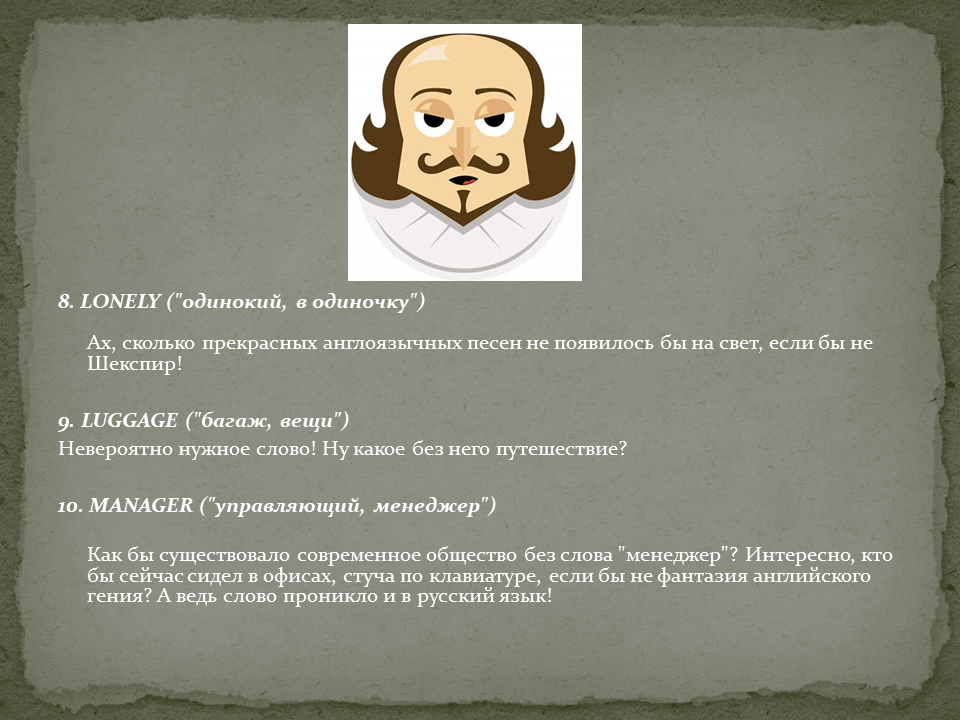 8. LONELY ("одинокий, в одиночку")
Ах, сколько прекрасных англоязычных песен не появилось бы на свет, если бы не
Шекспир!
9. LUGGAGE ("багаж, вещи")
Невероятно нужное слово! Ну какое без него путешествие?
10. MANAGER ("управляющий, менеджер")
Как бы существовало современное общество без слова "менеджер"? Интересно, кто
бы сейчас сидел в офисах, стуча по клавиатуре, если бы не фантазия английского
гения? А ведь слово проникло и в русский язык!